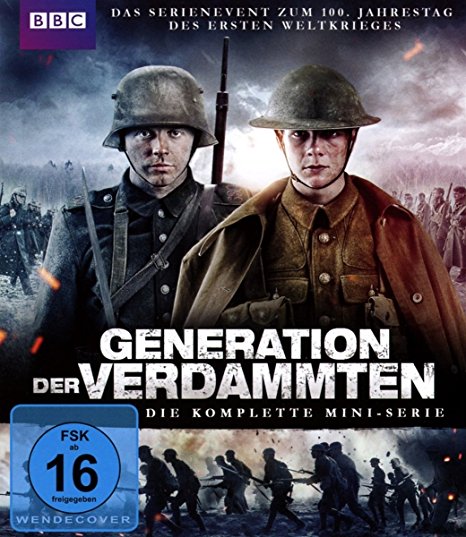 BBC
DAS SERIENEVENT ZUM 100. JAHRESTAG
DES ERSTEN WELTKRIEGES
GENERATION
DER VERDAMMTEN
DIE KOMPLETTE MINI-SERIE
FSK
ab
16
freigegeben
WENDECOVER